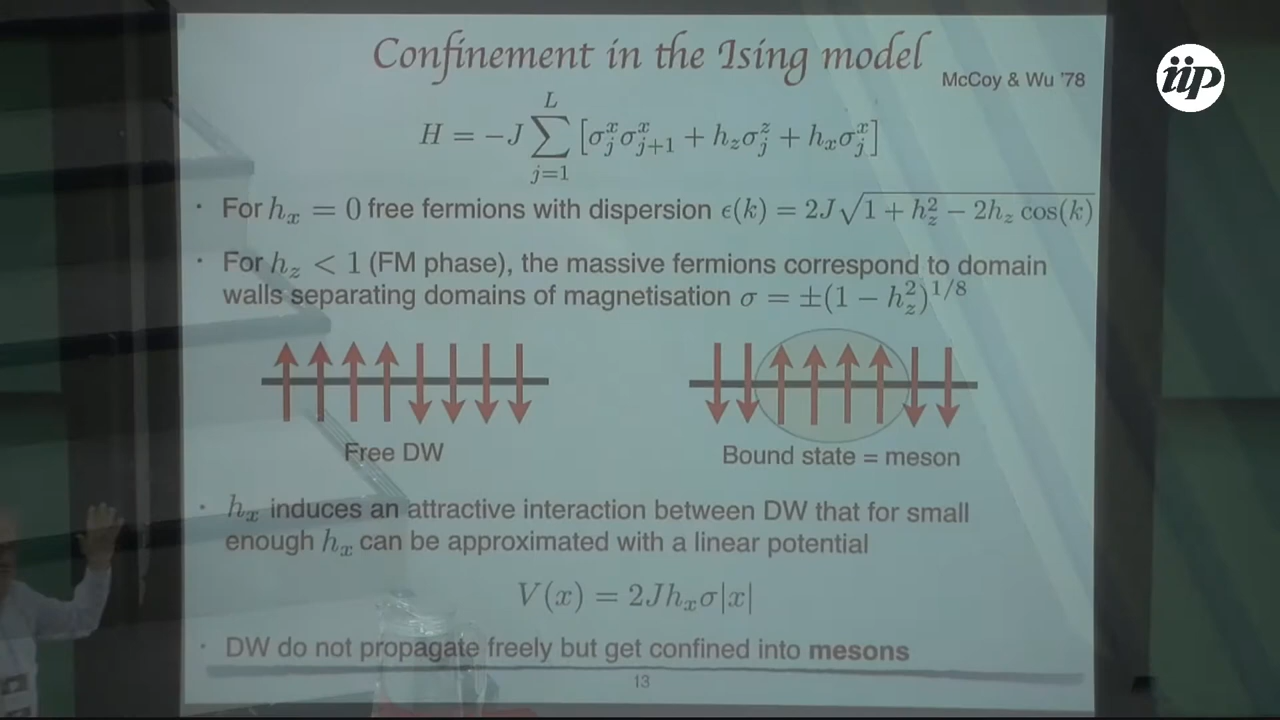 Confinement in the Ising model
McCoy & Wu '78
iip
H = −J ∑_{j=1}^{L} [σ_j^x σ_{j+1}^x + h_z σ_j^z + h_x σ_j^x]
· For h_x = 0 free fermions with dispersion ϵ(k) = 2J√(1 + h_z^2 − 2h_z cos(k))
· For h_z < 1 (FM phase), the massive fermions correspond to domain
walls separating domains of magnetisation σ = ±(1 − h_z^2)^{1/8}
Free DW
Bound state = meson
· h_x induces an attractive interaction between DW that for small
enough h_x can be approximated with a linear potential
V(x) = 2Jh_xσ|x|
· DW do not propagate freely but get confined into mesons
13